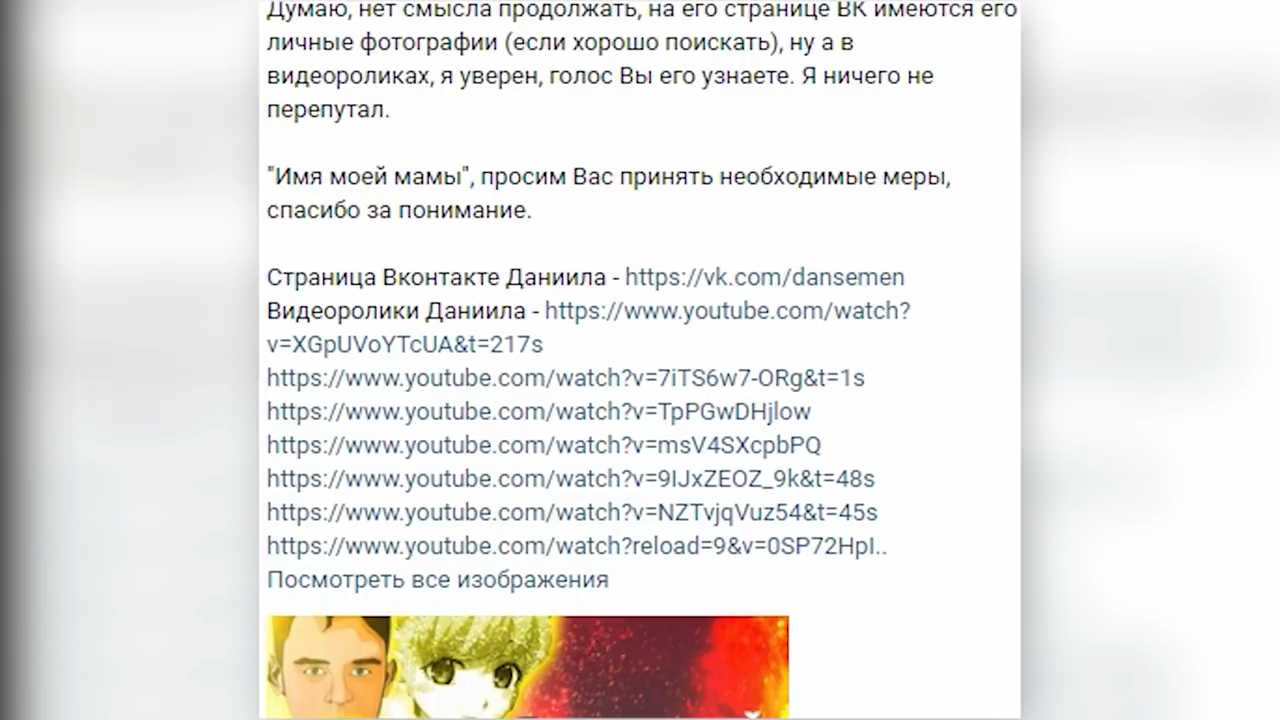 Думаю, нет смысла продолжать, на его странице ВК имеются его
личные фотографии (если хорошо поискать), ну а в
видеороликах, я уверен, голос Вы его узнаете. Я ничего не
перепутал.
"Имя моей мамы", просим Вас принять необходимые меры,
спасибо за понимание.
Страница Вконтакте Даниила - https://vk.com/dansemen
Видеоролики Даниила - https://www.youtube.com/watch?
v=XGpUVoYTcUA&t=217s
https://www.youtube.com/watch?v=7iTS6w7-ORg&t=1s
https://www.youtube.com/watch?v=TpPGwDHjlow
https://www.youtube.com/watch?v=msV4SXcpbPQ
https://www.youtube.com/watch?v=9IJxZEOZ_9k&t=48s
https://www.youtube.com/watch?v=NZTvjqVuz54&t=45s
https://www.youtube.com/watch?reload=9&v=0SP72HpI..
Посмотреть все изображения